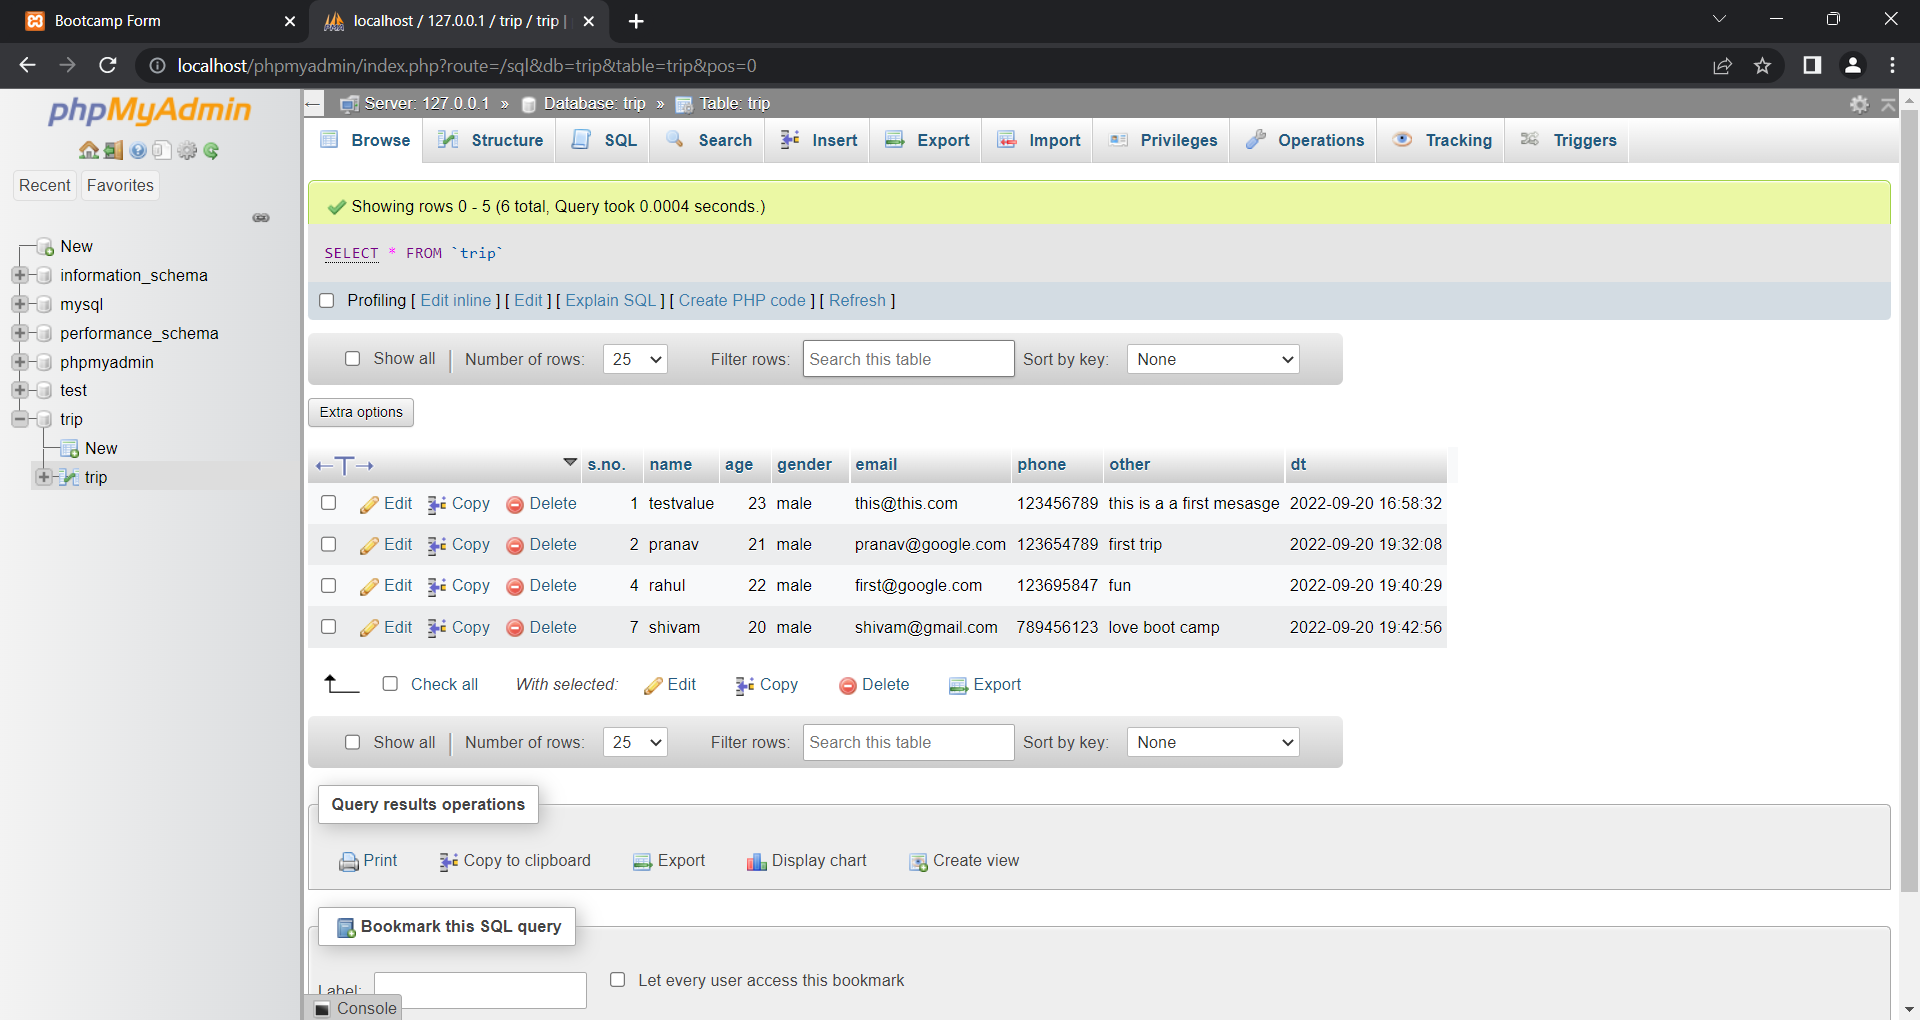 Bootcamp Form
localhost / 127.0.0.1 / trip / trip |
localhost/phpmyadmin/index.php?route=/sql&db=trip&table=trip&pos=0
phpMyAdmin
Server: 127.0.0.1 » Database: trip » Table: trip
Browse Structure SQL Search Insert Export Import Privileges Operations Tracking Triggers
Recent Favorites
New
information_schema
mysql
performance_schema
phpmyadmin
test
trip
New
trip
Showing rows 0 - 5 (6 total, Query took 0.0004 seconds.)
SELECT * FROM `trip`
Profiling [ Edit inline ] [ Edit ] [ Explain SQL ] [ Create PHP code ] [ Refresh ]
Show all | Number of rows: 25 Filter rows: Search this table Sort by key: None
Extra options
←T→ s.no. name age gender email phone other dt
Edit Copy Delete 1 testvalue 23 male this@this.com 123456789 this is a a first mesasge 2022-09-20 16:58:32
Edit Copy Delete 2 pranav 21 male pranav@google.com 123654789 first trip 2022-09-20 19:32:08
Edit Copy Delete 4 rahul 22 male first@google.com 123695847 fun 2022-09-20 19:40:29
Edit Copy Delete 7 shivam 20 male shivam@gmail.com 789456123 love boot camp 2022-09-20 19:42:56
Check all With selected: Edit Copy Delete Export
Show all | Number of rows: 25 Filter rows: Search this table Sort by key: None
Query results operations
Print Copy to clipboard Export Display chart Create view
Bookmark this SQL query
Label: Let every user access this bookmark
Console